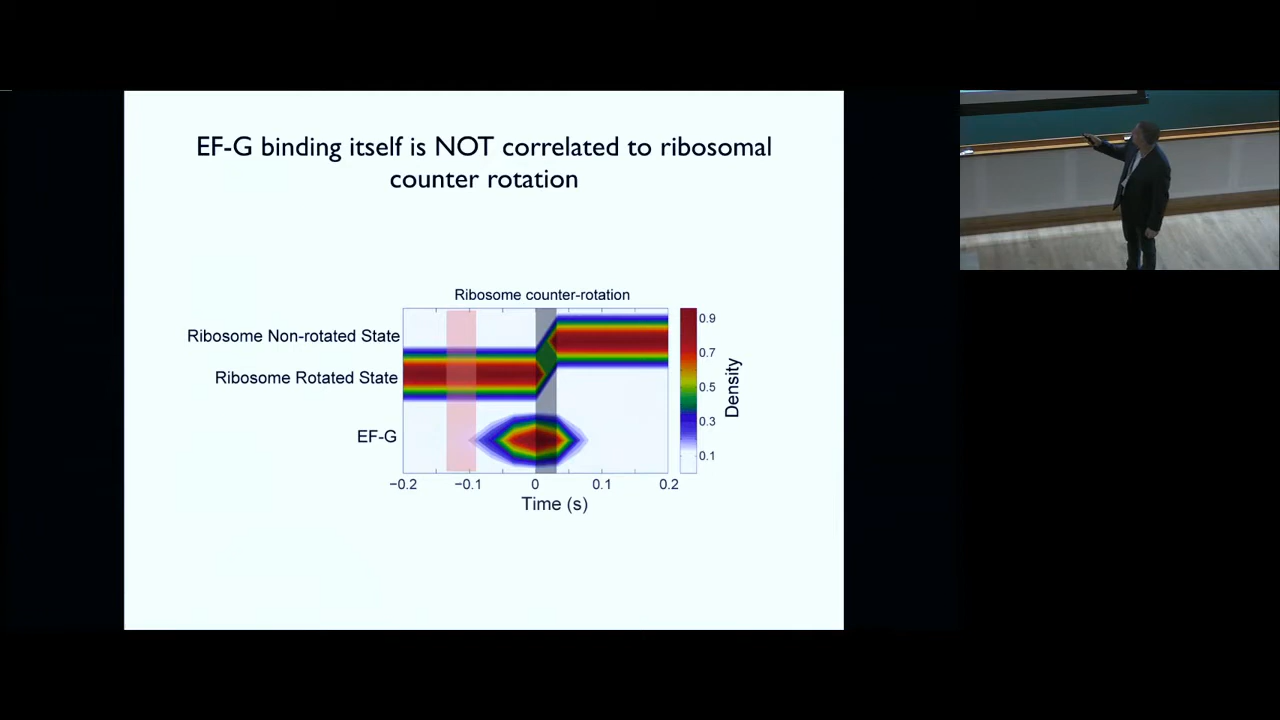 EF-G binding itself is NOT correlated to ribosomal
counter rotation
Ribosome counter-rotation
Ribosome Non-rotated State
Ribosome Rotated State
EF-G
−0.2
−0.1
0
0.1
0.2
Time (s)
0.9
0.7
0.5
0.3
0.1
Density